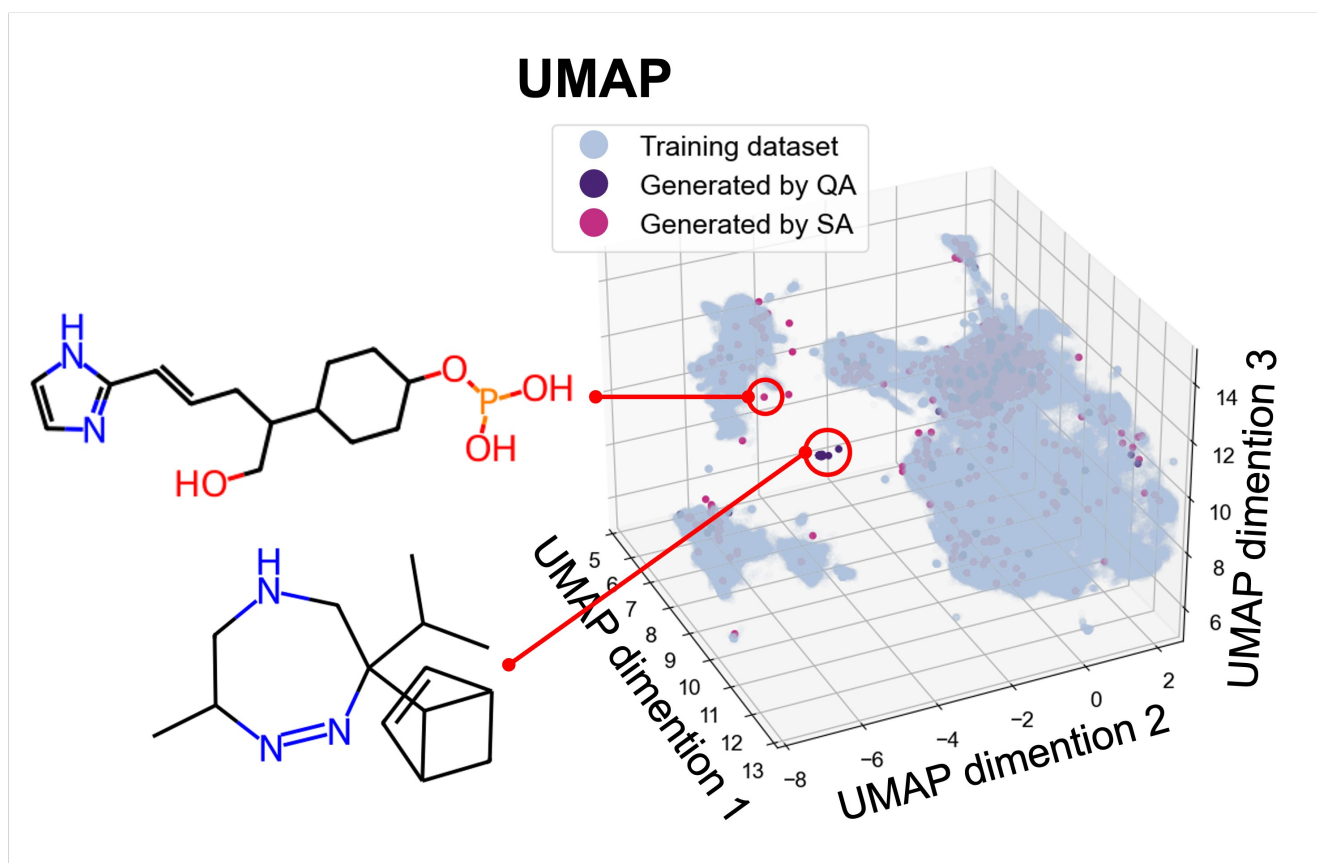 UMAP
Training dataset
Generated by QA
Generated by SA
H
N
N
HO
O
P
OH
OH
H
N
N
N
5
6
7
8
9
10
11
12
13
UMAP dimention 1
−8
−6
−4
−2
0
2
UMAP dimention 2
14
12
10
8
6
UMAP dimention 3